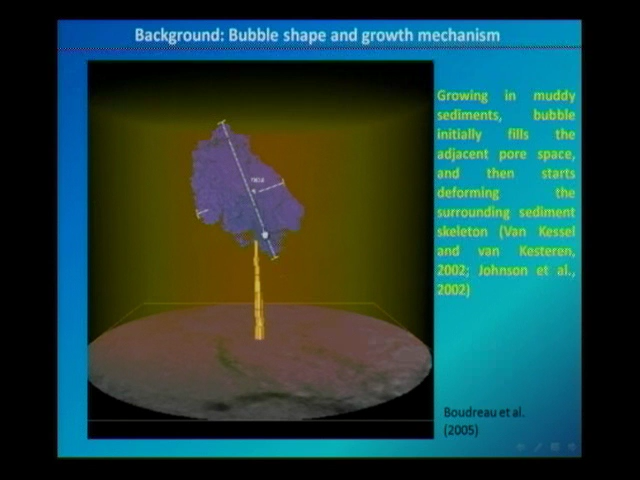 Background: Bubble shape and growth mechanism
Growing in muddy
sediments, bubble
initially fills the
adjacent pore space,
and then starts
deforming the
surrounding sediment
skeleton (Van Kessel
and van Kesteren,
2002; Johnson et al.,
2002)
Boudreau et al.
(2005)